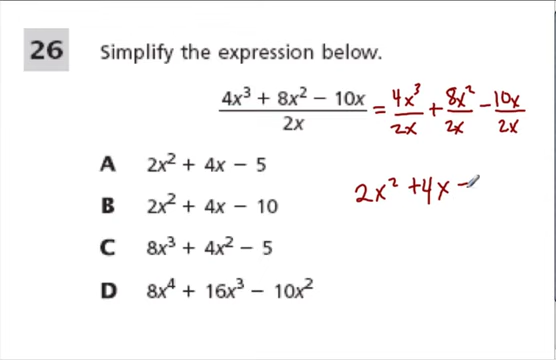 26 Simplify the expression below.
4x³ + 8x² − 10x / 2x = 4x³/2x + 8x²/2x − 10x/2x
A 2x² + 4x − 5
B 2x² + 4x − 10
C 8x³ + 4x² − 5
D 8x⁴ + 16x³ − 10x²
2x² + 4x −